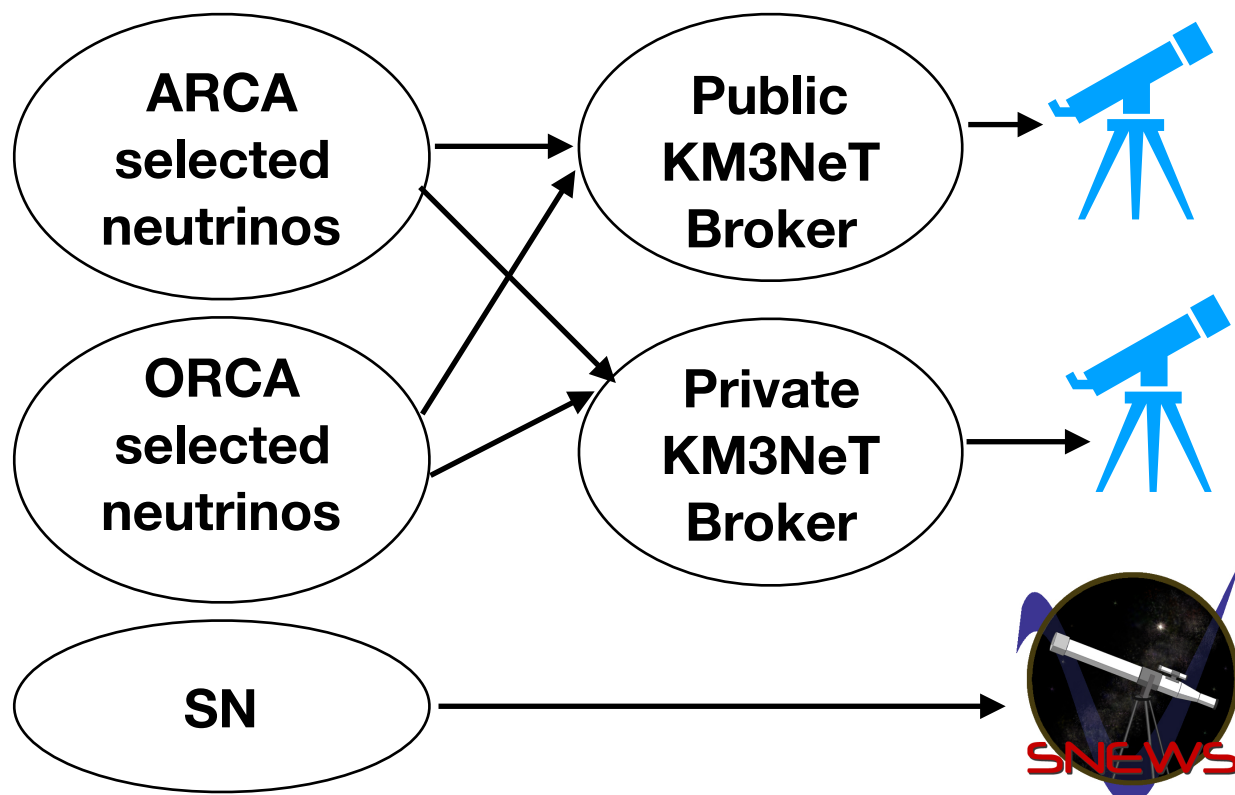 ARCA
selected
neutrinos
Public
KM3NeT
Broker
ORCA
selected
neutrinos
Private
KM3NeT
Broker
SN
SNEWS